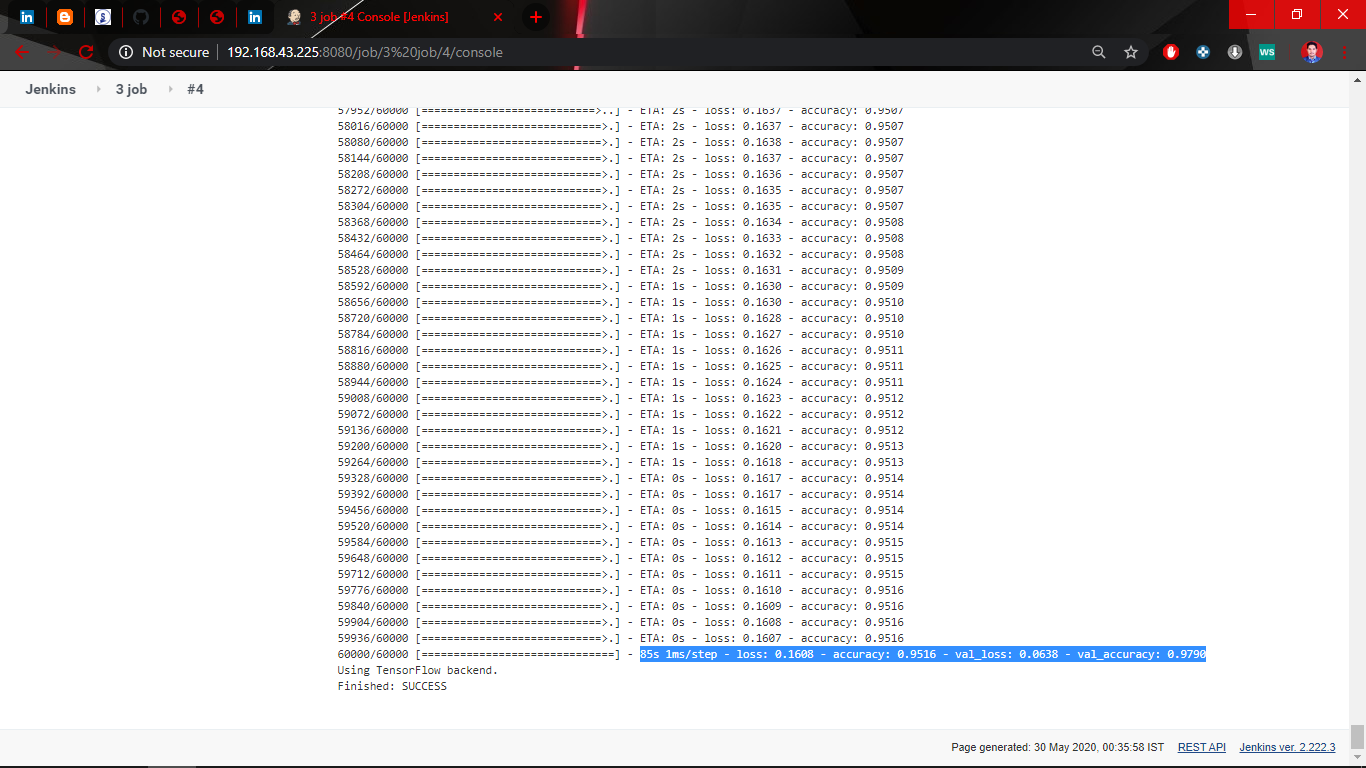 3 job #4 Console [Jenkins]
Not secure
192.168.43.225:8080/job/3%20job/4/console
WS
Jenkins
3 job
#4
57952/60000 [===========================>..] - ETA: 2s - loss: 0.1637 - accuracy: 0.9507
58016/60000 [============================>.] - ETA: 2s - loss: 0.1637 - accuracy: 0.9507
58080/60000 [============================>.] - ETA: 2s - loss: 0.1638 - accuracy: 0.9507
58144/60000 [============================>.] - ETA: 2s - loss: 0.1637 - accuracy: 0.9507
58208/60000 [============================>.] - ETA: 2s - loss: 0.1636 - accuracy: 0.9507
58272/60000 [============================>.] - ETA: 2s - loss: 0.1635 - accuracy: 0.9507
58304/60000 [============================>.] - ETA: 2s - loss: 0.1635 - accuracy: 0.9507
58368/60000 [============================>.] - ETA: 2s - loss: 0.1634 - accuracy: 0.9508
58432/60000 [============================>.] - ETA: 2s - loss: 0.1633 - accuracy: 0.9508
58464/60000 [============================>.] - ETA: 2s - loss: 0.1632 - accuracy: 0.9508
58528/60000 [============================>.] - ETA: 2s - loss: 0.1631 - accuracy: 0.9509
58592/60000 [============================>.] - ETA: 1s - loss: 0.1630 - accuracy: 0.9509
58656/60000 [============================>.] - ETA: 1s - loss: 0.1630 - accuracy: 0.9510
58720/60000 [============================>.] - ETA: 1s - loss: 0.1628 - accuracy: 0.9510
58784/60000 [============================>.] - ETA: 1s - loss: 0.1627 - accuracy: 0.9510
58816/60000 [============================>.] - ETA: 1s - loss: 0.1626 - accuracy: 0.9511
58880/60000 [============================>.] - ETA: 1s - loss: 0.1625 - accuracy: 0.9511
58944/60000 [============================>.] - ETA: 1s - loss: 0.1624 - accuracy: 0.9511
59008/60000 [============================>.] - ETA: 1s - loss: 0.1623 - accuracy: 0.9512
59072/60000 [============================>.] - ETA: 1s - loss: 0.1622 - accuracy: 0.9512
59136/60000 [============================>.] - ETA: 1s - loss: 0.1621 - accuracy: 0.9512
59200/60000 [============================>.] - ETA: 1s - loss: 0.1620 - accuracy: 0.9513
59264/60000 [============================>.] - ETA: 1s - loss: 0.1618 - accuracy: 0.9513
59328/60000 [============================>.] - ETA: 0s - loss: 0.1617 - accuracy: 0.9514
59392/60000 [============================>.] - ETA: 0s - loss: 0.1617 - accuracy: 0.9514
59456/60000 [============================>.] - ETA: 0s - loss: 0.1615 - accuracy: 0.9514
59520/60000 [============================>.] - ETA: 0s - loss: 0.1614 - accuracy: 0.9514
59584/60000 [============================>.] - ETA: 0s - loss: 0.1613 - accuracy: 0.9515
59648/60000 [============================>.] - ETA: 0s - loss: 0.1612 - accuracy: 0.9515
59712/60000 [============================>.] - ETA: 0s - loss: 0.1611 - accuracy: 0.9515
59776/60000 [============================>.] - ETA: 0s - loss: 0.1610 - accuracy: 0.9516
59840/60000 [============================>.] - ETA: 0s - loss: 0.1609 - accuracy: 0.9516
59904/60000 [============================>.] - ETA: 0s - loss: 0.1608 - accuracy: 0.9516
59936/60000 [============================>.] - ETA: 0s - loss: 0.1607 - accuracy: 0.9516
60000/60000 [==============================] - 85s 1ms/step - loss: 0.1608 - accuracy: 0.9516 - val_loss: 0.0638 - val_accuracy: 0.9790
Using TensorFlow backend.
Finished: SUCCESS
Page generated: 30 May 2020, 00:35:58 IST
REST API
Jenkins ver. 2.222.3